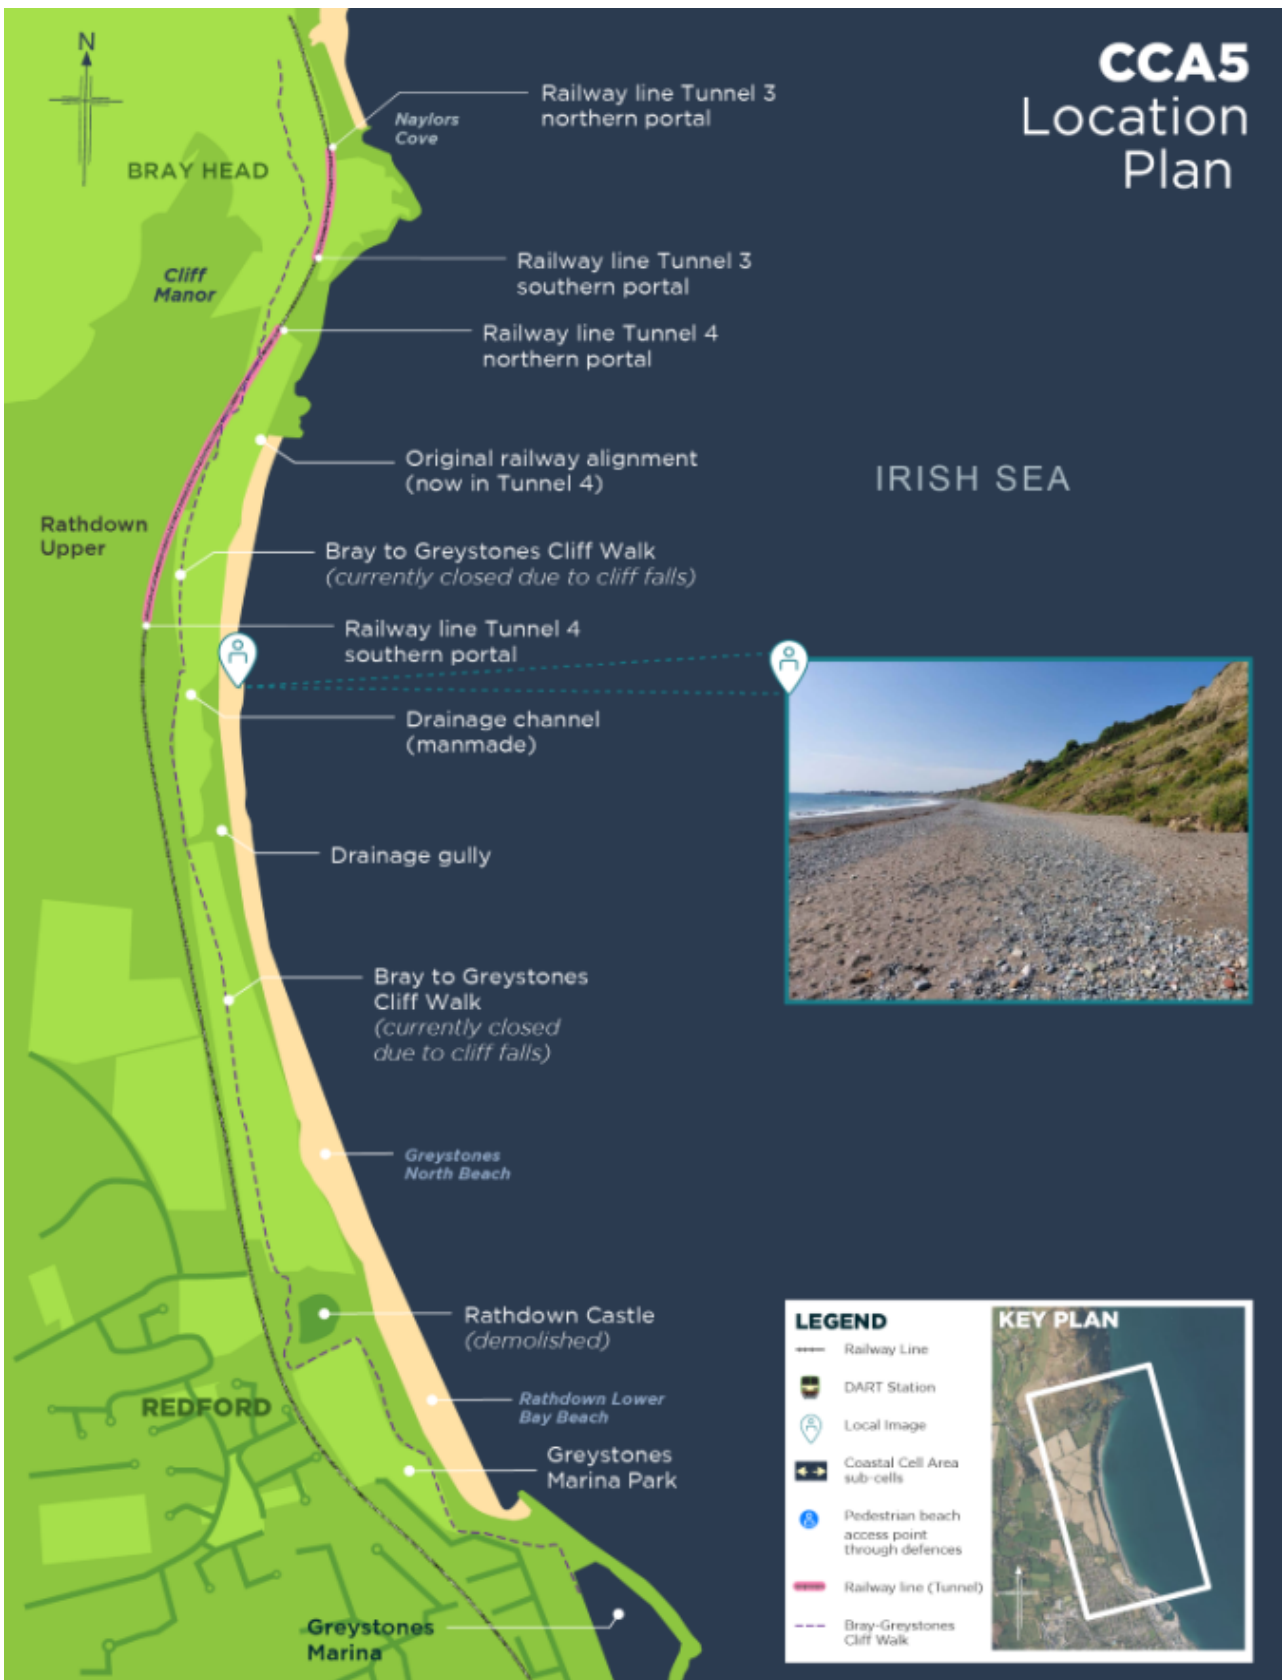 N
CCA5
Location
Plan
Railway line Tunnel 3
northern portal
Naylors
Cove
BRAY HEAD
Railway line Tunnel 3
southern portal
Cliff
Manor
Railway line Tunnel 4
northern portal
Original railway alignment
(now in Tunnel 4)
IRISH SEA
Rathdown
Upper
Bray to Greystones Cliff Walk
(currently closed due to cliff falls)
Railway line Tunnel 4
southern portal
Drainage channel
(manmade)
Drainage gully
Bray to Greystones
Cliff Walk
(currently closed
due to cliff falls)
Greystones
North Beach
Rathdown Castle
(demolished)
REDFORD
Rathdown Lower
Bay Beach
Greystones
Marina Park
Greystones
Marina
LEGEND
Railway Line
DART Station
Local Image
Coastal Cell Area
sub-cells
Pedestrian beach
access point
through defences
Railway line (Tunnel)
Bray-Greystones
Cliff Walk
KEY PLAN